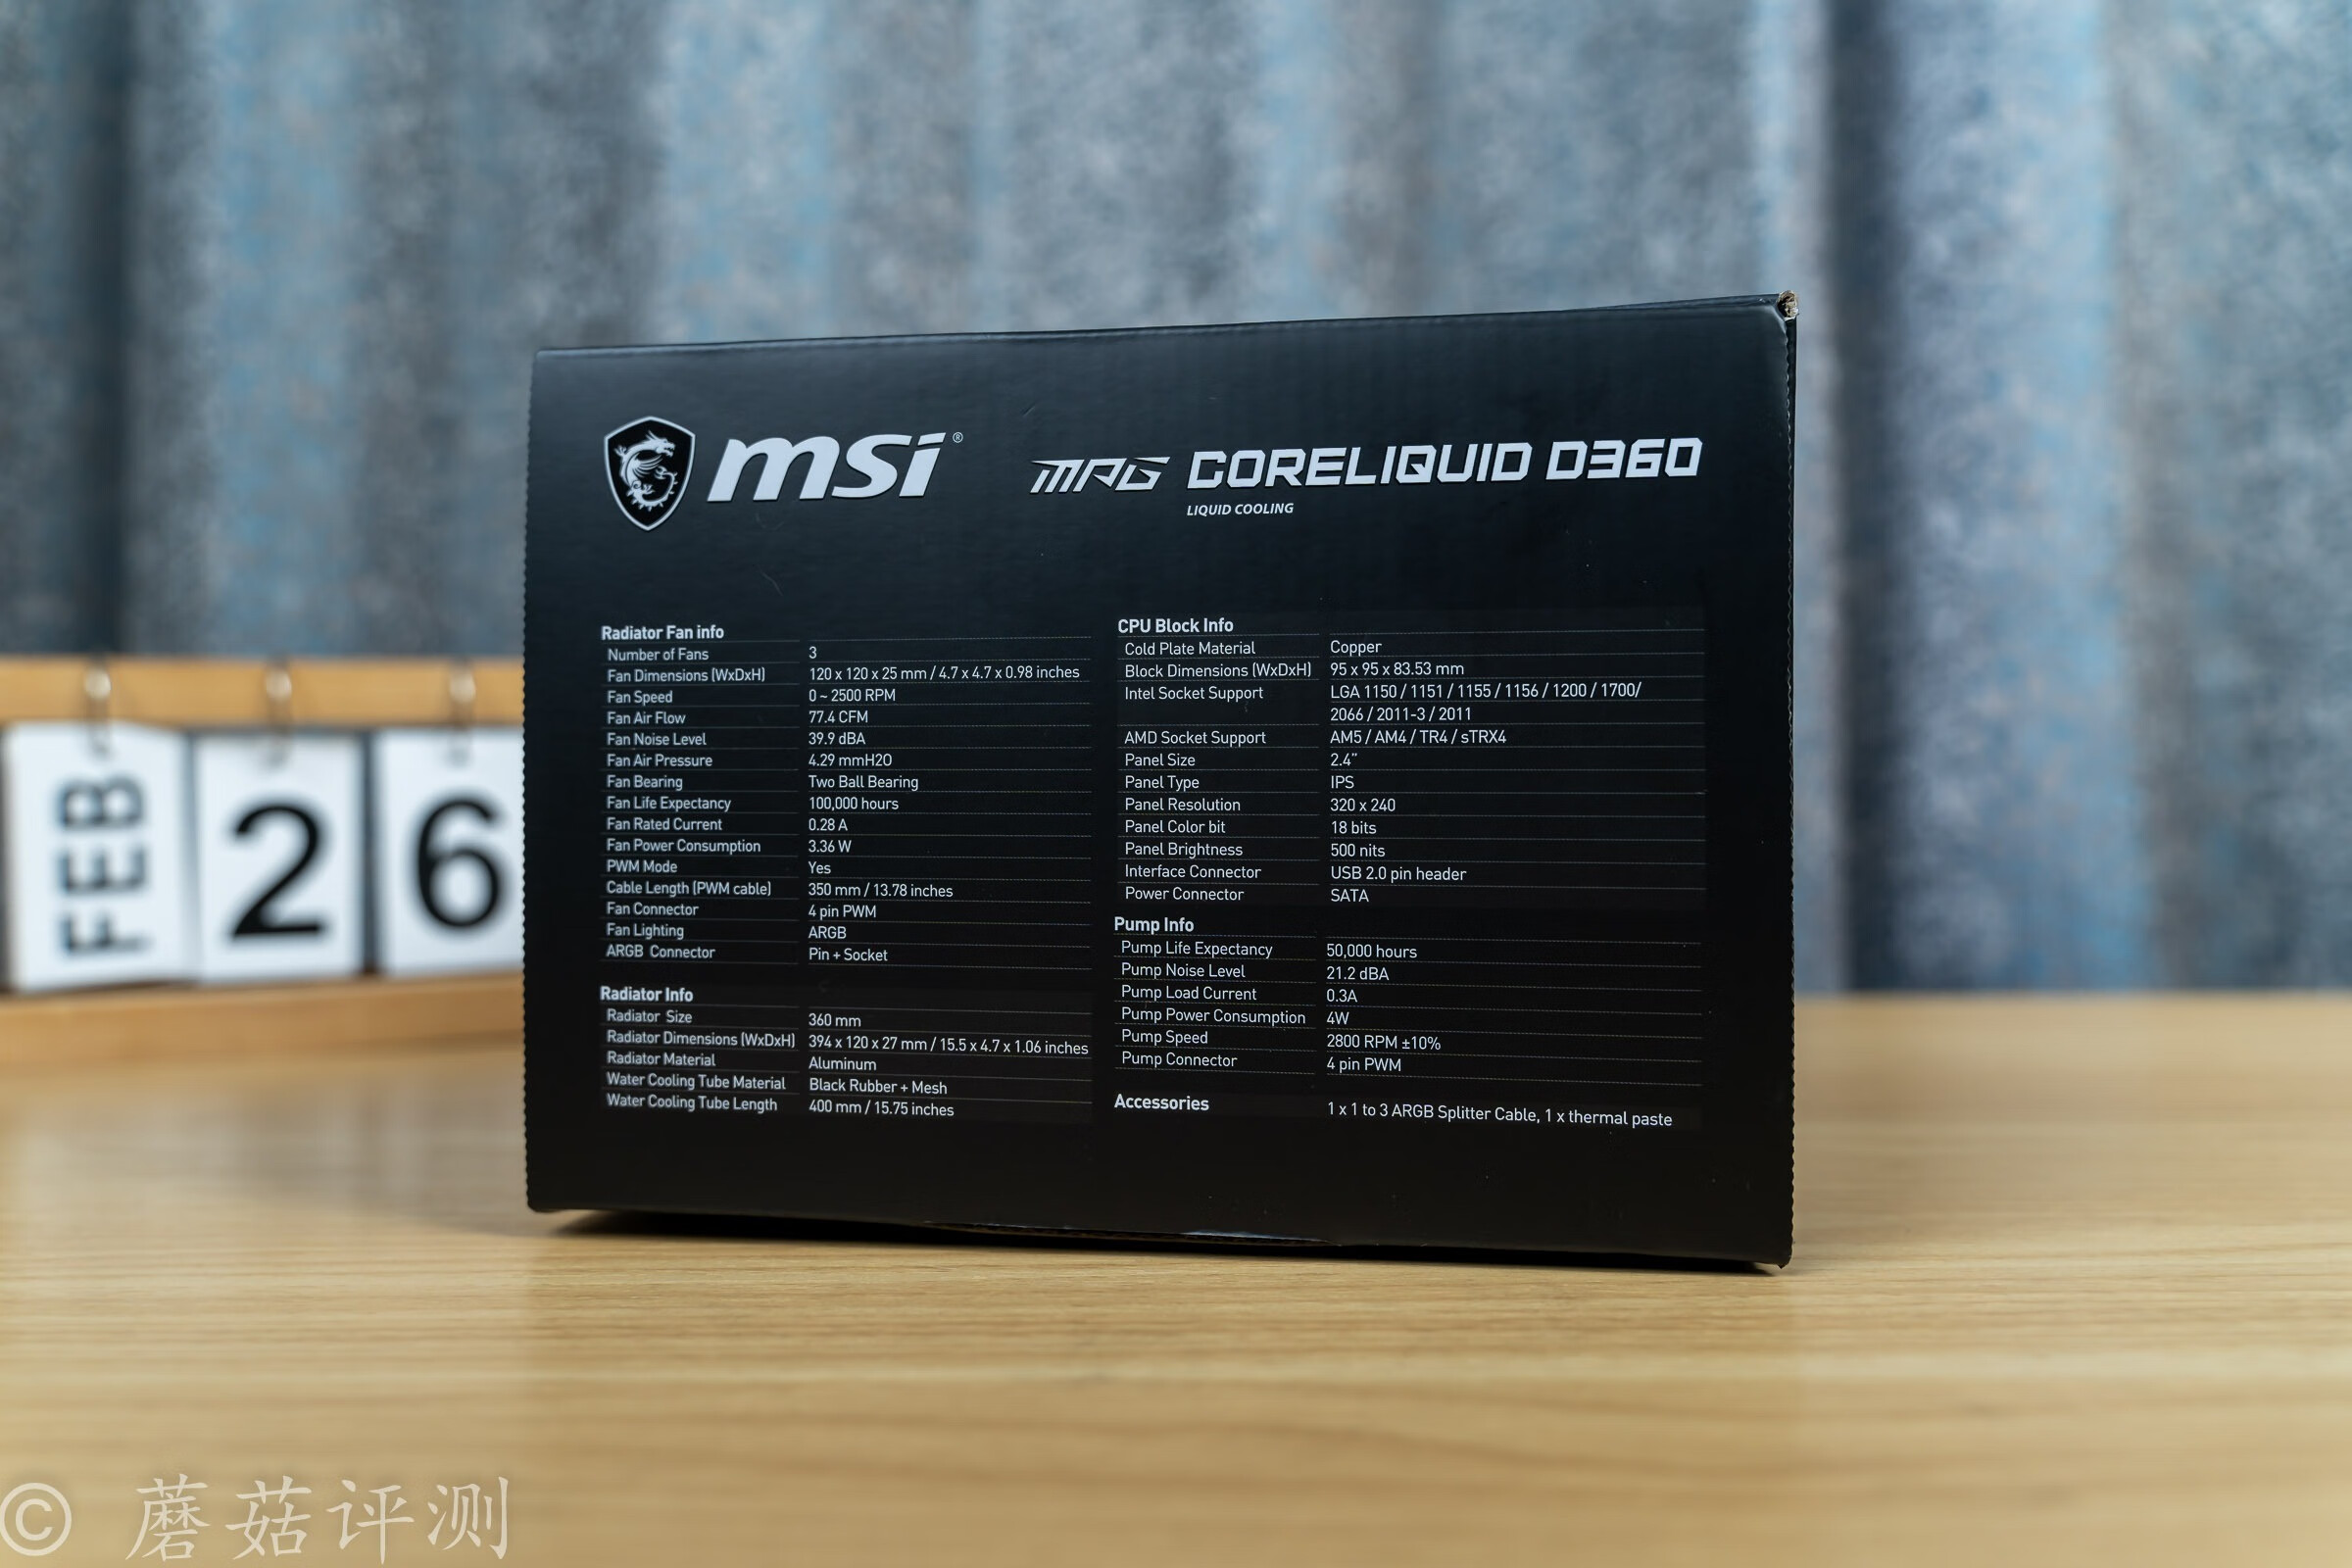 FEB 26
msi®
MPG CORELIQUID D360
LIQUID COOLING
Radiator Fan info
Number of Fans 3
Fan Dimensions (WxDxH) 120 x 120 x 25 mm / 4.7 x 4.7 x 0.98 inches
Fan Speed 0 ~ 2500 RPM
Fan Air Flow 77.4 CFM
Fan Noise Level 39.9 dBA
Fan Air Pressure 4.29 mmH2O
Fan Bearing Two Ball Bearing
Fan Life Expectancy 100,000 hours
Fan Rated Current 0.28 A
Fan Power Consumption 3.36 W
PWM Mode Yes
Cable Length (PWM cable) 350 mm / 13.78 inches
Fan Connector 4 pin PWM
Fan Lighting ARGB
ARGB Connector Pin + Socket
Radiator Info
Radiator Size 360 mm
Radiator Dimensions (WxDxH) 394 x 120 x 27 mm / 15.5 x 4.7 x 1.06 inches
Radiator Material Aluminum
Water Cooling Tube Material Black Rubber + Mesh
Water Cooling Tube Length 400 mm / 15.75 inches
CPU Block Info
Cold Plate Material Copper
Block Dimensions (WxDxH) 95 x 95 x 83.53 mm
Intel Socket Support LGA 1150 / 1151 / 1155 / 1156 / 1200 / 1700/
2066 / 2011-3 / 2011
AMD Socket Support AM5 / AM4 / TR4 / sTRX4
Panel Size 2.4"
Panel Type IPS
Panel Resolution 320 x 240
Panel Color bit 18 bits
Panel Brightness 500 nits
Interface Connector USB 2.0 pin header
Power Connector SATA
Pump Info
Pump Life Expectancy 50,000 hours
Pump Noise Level 21.2 dBA
Pump Load Current 0.3A
Pump Power Consumption 4W
Pump Speed 2800 RPM ±10%
Pump Connector 4 pin PWM
Accessories 1 x 1 to 3 ARGB Splitter Cable, 1 x thermal paste
© 蘑菇评测